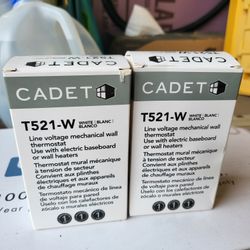 CADET
T521-W
WHITE | BLANC |
BLANCO
Line voltage mechanical wall
thermostat
Use with electric baseboard
or wall heaters
Thermostat mural mécanique
à tension de secteur
Convient aux plinthes
électriques et aux appareils
de chauffage muraux
Termostato mecánico de línea
de voltaje para pared
Úselo con calefactores de
zócalos eléctricos o murales
CADET
T521-W
WHITE | BLANC |
BLANCO
Line voltage mechanical wall
thermostat
Use with electric baseboard
or wall heaters
Thermostat mural mécanique
à tension de secteur
Convient aux plinthes
électriques et aux appareils
de chauffage muraux
Termostato mecánico de línea
de voltaje para pared
Úselo con calefactores de
zócalos eléctricos o murales